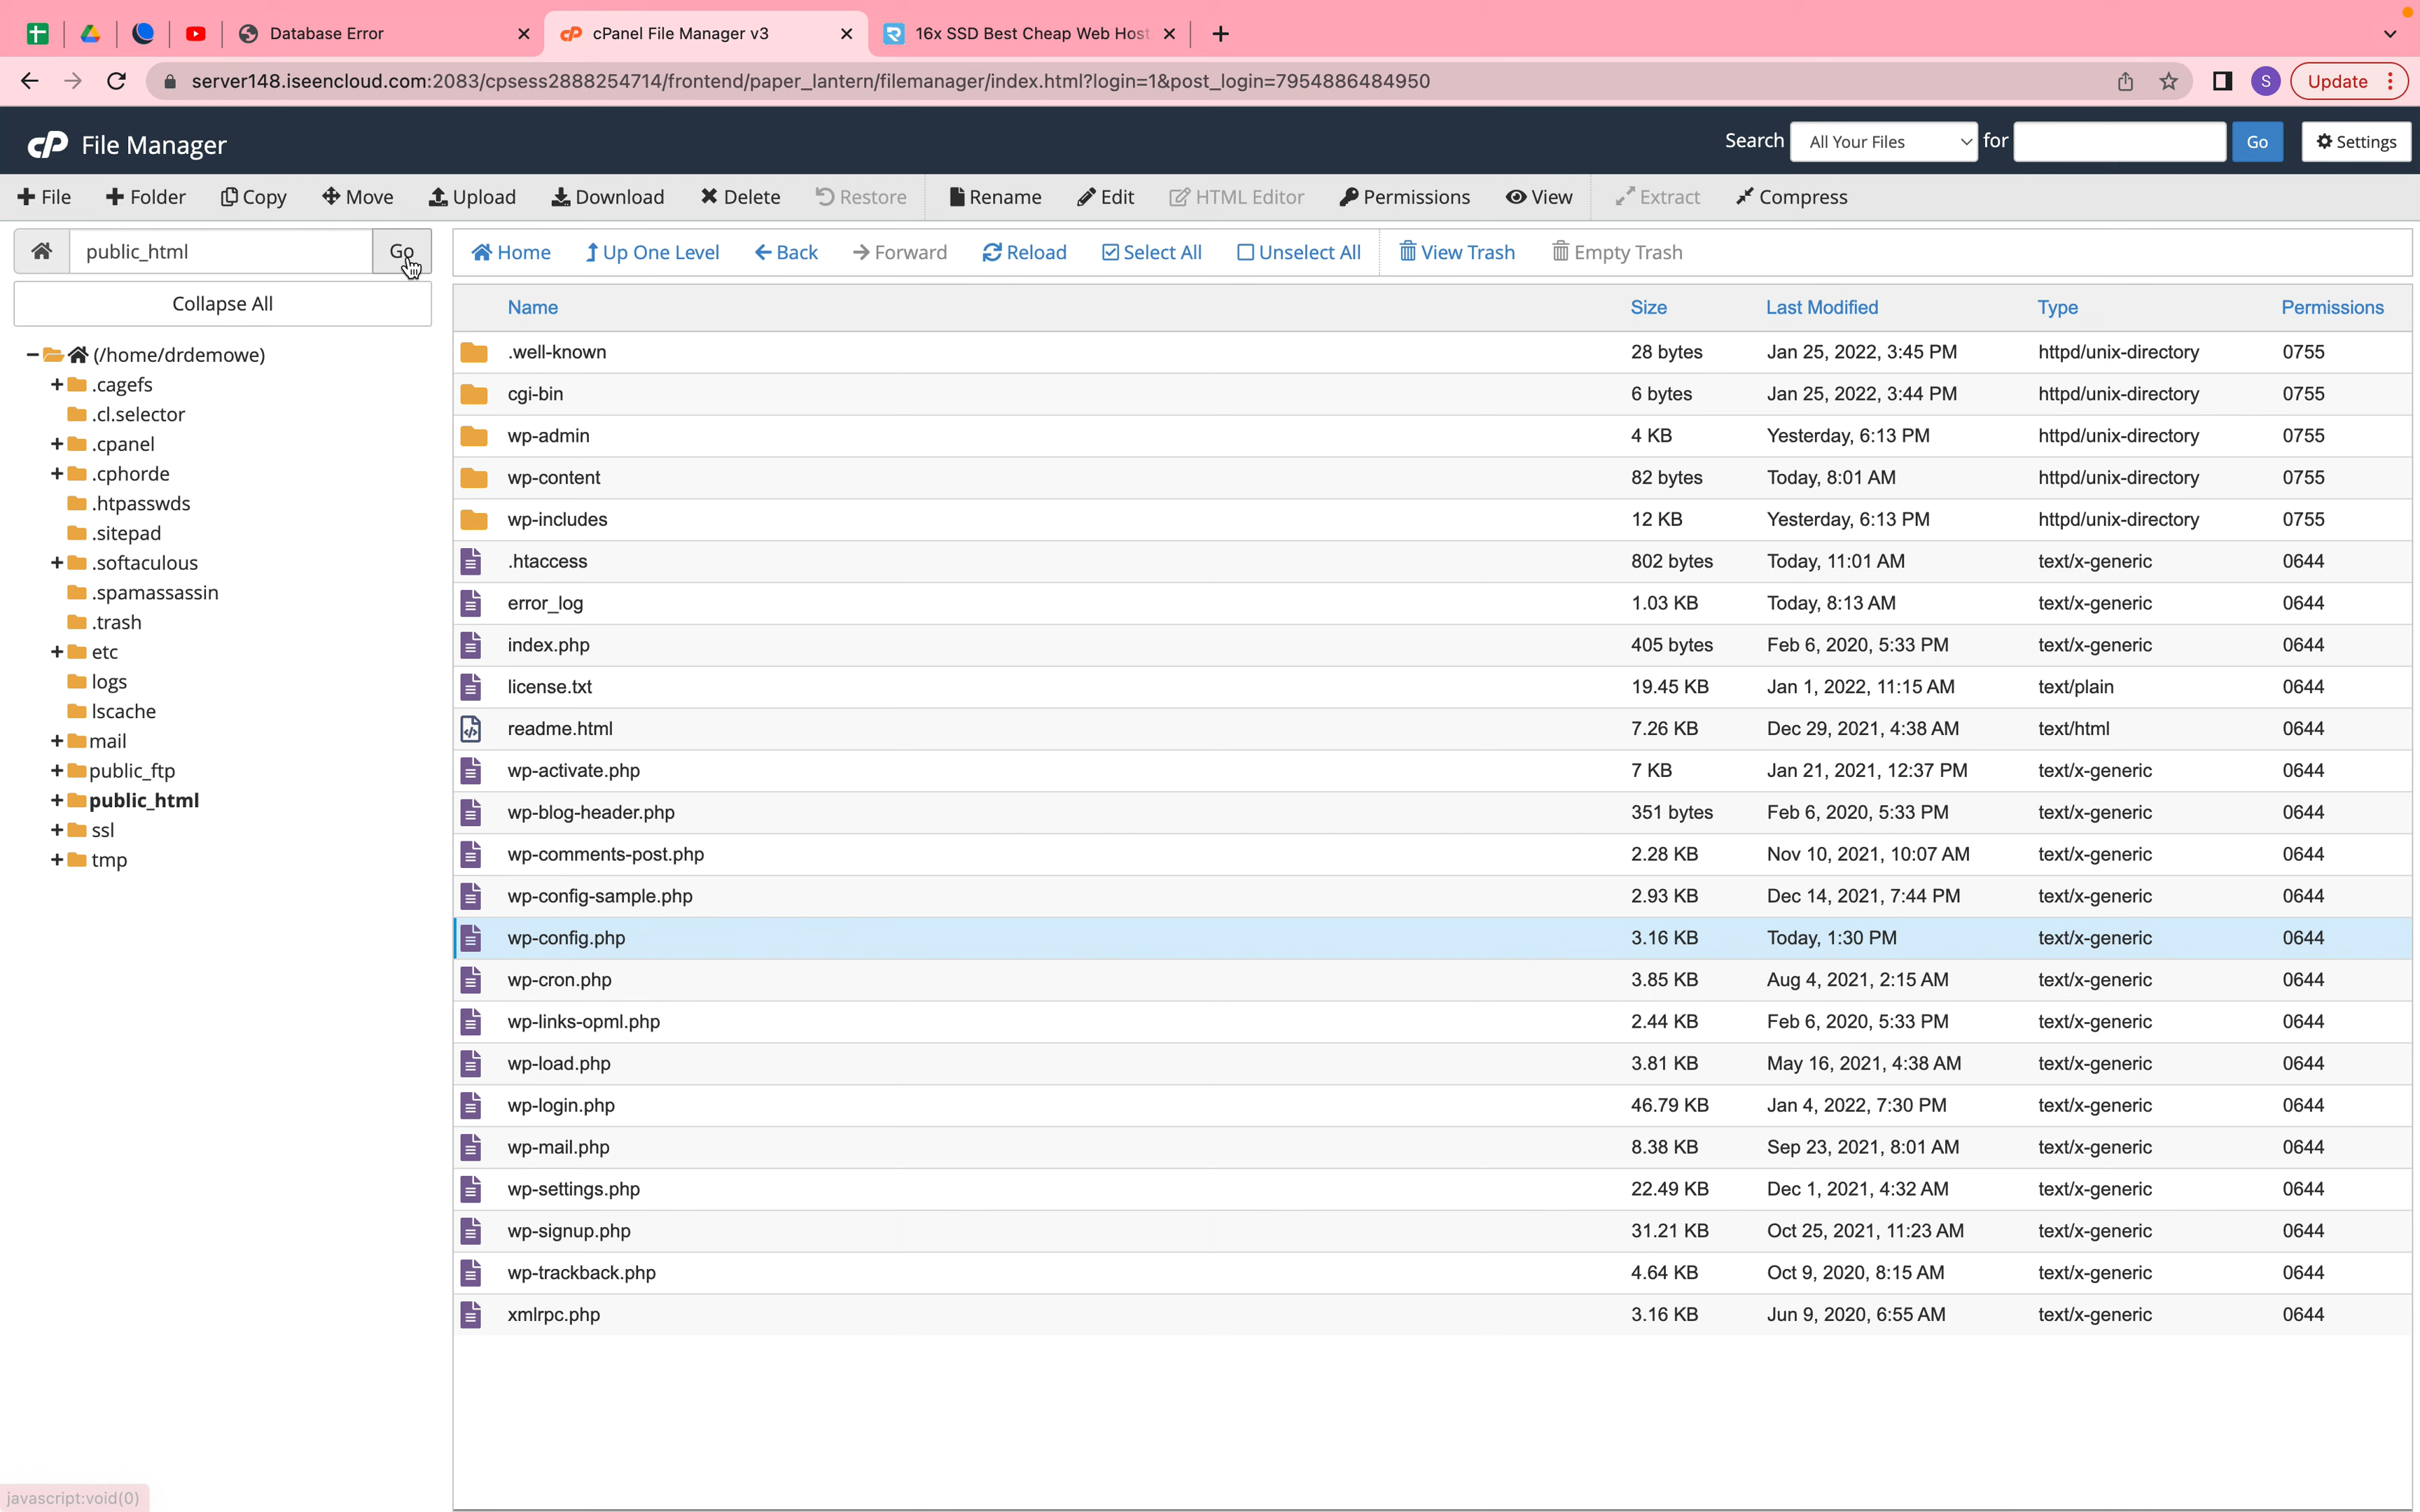 Database Error
cPanel File Manager v3
16x SSD Best Cheap Web Host
server148.iseencloud.com:2083/cpsess2888254714/frontend/paper_lantern/filemanager/index.html?login=1&post_login=7954886484950
S
Update
cP File Manager
Search All Your Files for Go Settings
File Folder Copy Move Upload Download Delete Restore Rename Edit HTML Editor Permissions View Extract Compress
public_html Go
Home Up One Level Back Forward Reload Select All Unselect All View Trash Empty Trash
Collapse All
(/home/drdemowe)
.cagefs
.cl.selector
.cpanel
.cphorde
.htpasswds
.sitepad
.softaculous
.spamassassin
.trash
etc
logs
lscache
mail
public_ftp
public_html
ssl
tmp
Name Size Last Modified Type Permissions
.well-known 28 bytes Jan 25, 2022, 3:45 PM httpd/unix-directory 0755
cgi-bin 6 bytes Jan 25, 2022, 3:44 PM httpd/unix-directory 0755
wp-admin 4 KB Yesterday, 6:13 PM httpd/unix-directory 0755
wp-content 82 bytes Today, 8:01 AM httpd/unix-directory 0755
wp-includes 12 KB Yesterday, 6:13 PM httpd/unix-directory 0755
.htaccess 802 bytes Today, 11:01 AM text/x-generic 0644
error_log 1.03 KB Today, 8:13 AM text/x-generic 0644
index.php 405 bytes Feb 6, 2020, 5:33 PM text/x-generic 0644
license.txt 19.45 KB Jan 1, 2022, 11:15 AM text/plain 0644
readme.html 7.26 KB Dec 29, 2021, 4:38 AM text/html 0644
wp-activate.php 7 KB Jan 21, 2021, 12:37 PM text/x-generic 0644
wp-blog-header.php 351 bytes Feb 6, 2020, 5:33 PM text/x-generic 0644
wp-comments-post.php 2.28 KB Nov 10, 2021, 10:07 AM text/x-generic 0644
wp-config-sample.php 2.93 KB Dec 14, 2021, 7:44 PM text/x-generic 0644
wp-config.php 3.16 KB Today, 1:30 PM text/x-generic 0644
wp-cron.php 3.85 KB Aug 4, 2021, 2:15 AM text/x-generic 0644
wp-links-opml.php 2.44 KB Feb 6, 2020, 5:33 PM text/x-generic 0644
wp-load.php 3.81 KB May 16, 2021, 4:38 AM text/x-generic 0644
wp-login.php 46.79 KB Jan 4, 2022, 7:30 PM text/x-generic 0644
wp-mail.php 8.38 KB Sep 23, 2021, 8:01 AM text/x-generic 0644
wp-settings.php 22.49 KB Dec 1, 2021, 4:32 AM text/x-generic 0644
wp-signup.php 31.21 KB Oct 25, 2021, 11:23 AM text/x-generic 0644
wp-trackback.php 4.64 KB Oct 9, 2020, 8:15 AM text/x-generic 0644
xmlrpc.php 3.16 KB Jun 9, 2020, 6:55 AM text/x-generic 0644
javascript:void(0)